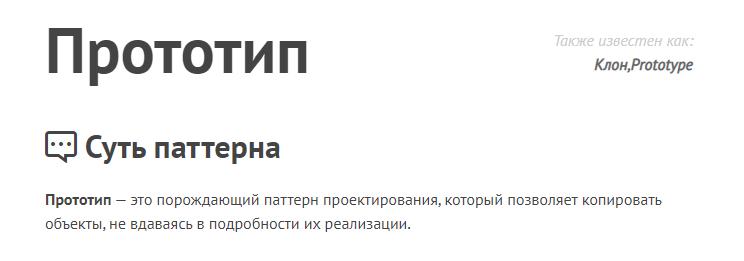 Прототип
Также известен как:
Клон,Prototype
Суть паттерна
Прототип — это порождающий паттерн проектирования, который позволяет копировать
объекты, не вдаваясь в подробности их реализации.